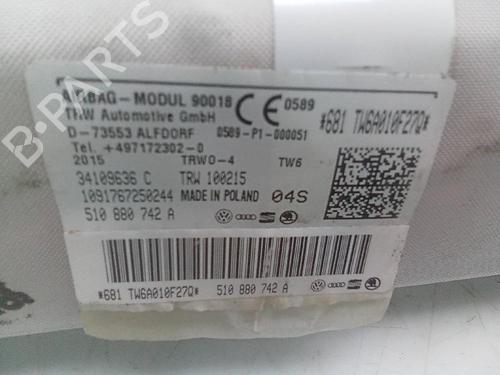 B-PARTS
AIRBAG-MODUL 90018 CE 0589
TRW Automotive GmbH
D-73553 ALFDORF 0589-P1-000051
Tel. +497172302-0
2015 TRWO-4 TW6
34109636 C TRW 100215
1091767250244 MADE IN POLAND 04S
510 880 742 A
*681 TW6A010F27Q*
*681 TW6A010F27Q* 510 880 742 A